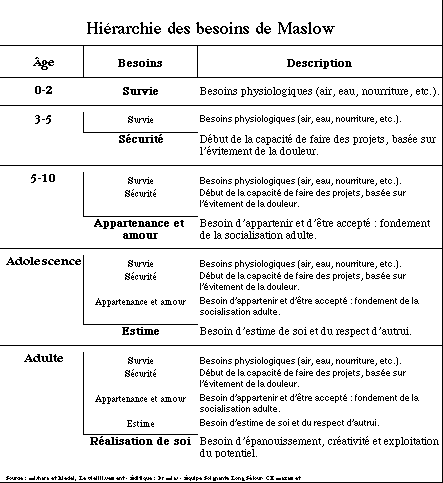 Hiérarchie des besoins de Maslow
Âge Besoins Description
0-2 Survie Besoins physiologiques (air, eau, nourriture, etc.).
3-5 Survie Besoins physiologiques (air, eau, nourriture, etc.).
Sécurité Début de la capacité de faire des projets, basée sur
l'évitement de la douleur.
5-10 Survie Besoins physiologiques (air, eau, nourriture, etc.).
Sécurité Début de la capacité de faire des projets, basée sur
l'évitement de la douleur.
Appartenance et Besoin d'appartenir et d'être accepté : fondement
amour de la socialisation adulte.
Adolescence Survie Besoins physiologiques (air, eau, nourriture, etc.).
Sécurité Début de la capacité de faire des projets, basée sur
l'évitement de la douleur.
Appartenance et amour Besoin d'appartenir et d'être accepté : fondement de la
socialisation adulte.
Estime Besoin d'estime de soi et du respect d'autrui.
Adulte Survie Besoins physiologiques (air, eau, nourriture, etc.).
Sécurité Début de la capacité de faire des projets, basée sur
l'évitement de la douleur.
Appartenance et amour Besoin d'appartenir et d'être accepté : fondement de la
socialisation adulte.
Estime Besoin d'estime de soi et du respect d'autrui.
Réalisation de soi Besoin d'épanouissement, créativité et exploitation
du potentiel.
Source : et Le vieillissement équipe Soignante Long Séjour